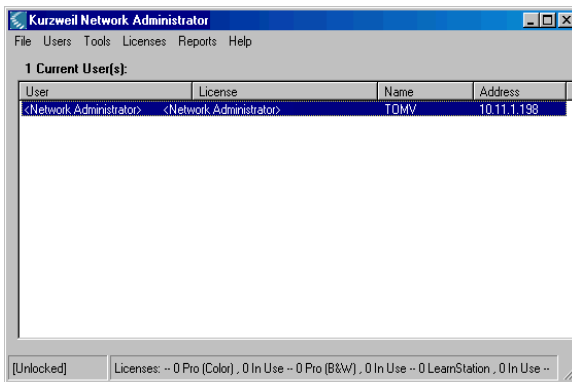 Kurzweil Network Administrator
File Users Tools Licenses Reports Help
1 Current User(s):
User License Name Address
<Network Administrator> <Network Administrator> TOMV 10.11.1.198
[Unlocked] Licenses: -- 0 Pro (Color) , 0 In Use -- 0 Pro (B&W) , 0 In Use -- 0 LearnStation , 0 In Use --